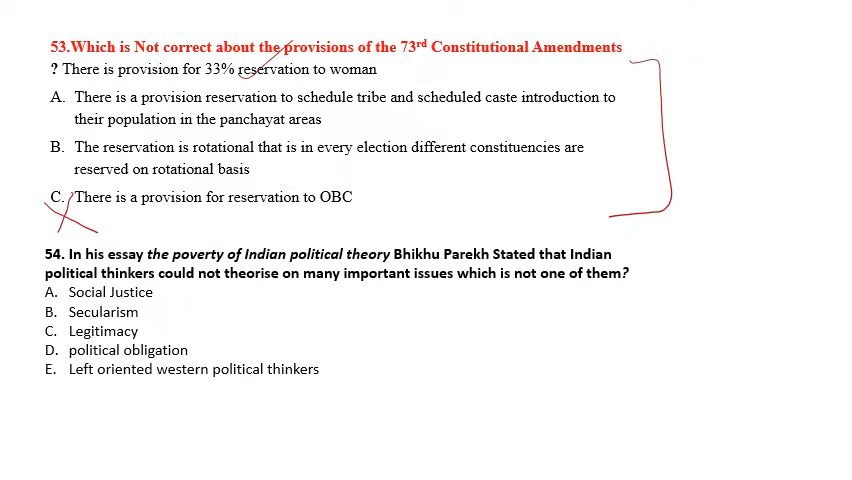 53.Which is Not correct about the provisions of the 73rd Constitutional Amendments
? There is provision for 33% reservation to woman
A. There is a provision reservation to schedule tribe and scheduled caste introduction to
their population in the panchayat areas
B. The reservation is rotational that is in every election different constituencies are
reserved on rotational basis
C. There is a provision for reservation to OBC
54. In his essay the poverty of Indian political theory Bhikhu Parekh Stated that Indian
political thinkers could not theorise on many important issues which is not one of them?
A. Social Justice
B. Secularism
C. Legitimacy
D. political obligation
E. Left oriented western political thinkers